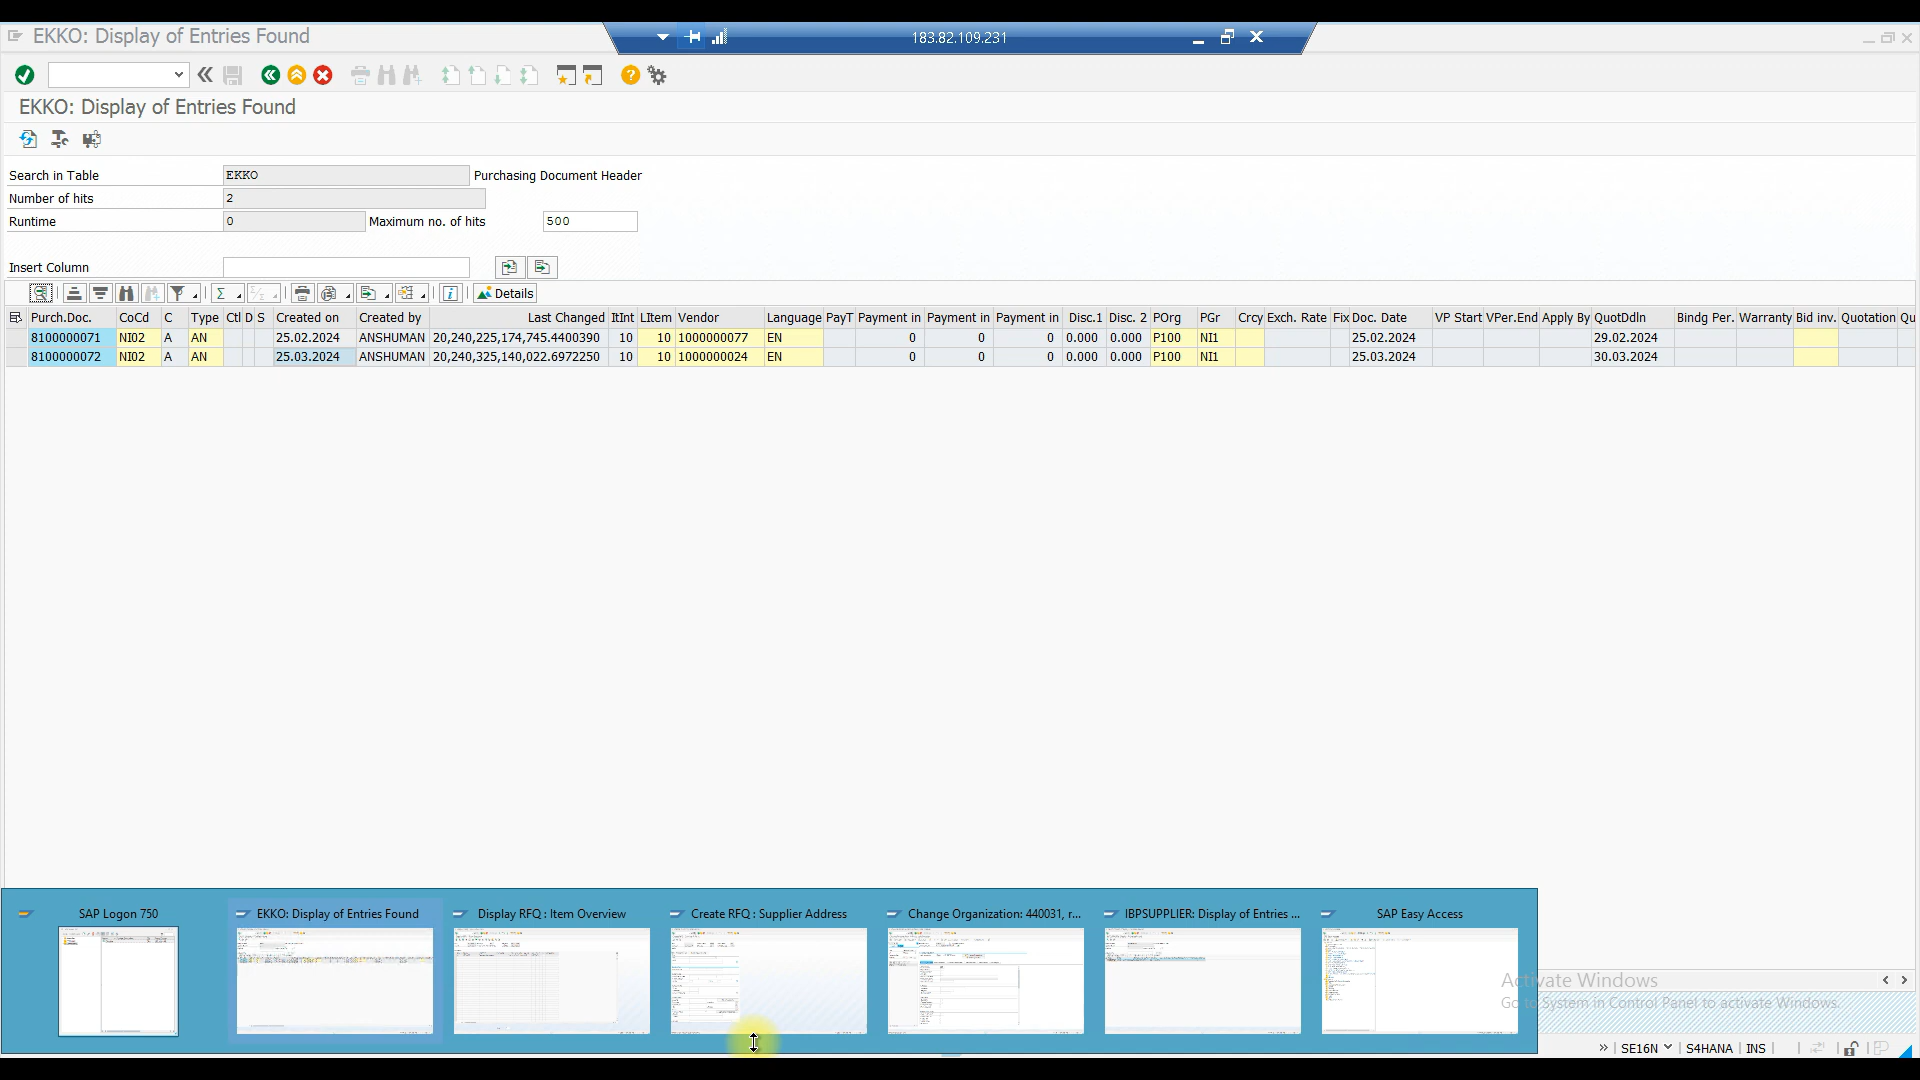 EKKO: Display of Entries Found
183.82.109.231
EKKO: Display of Entries Found
Search in Table EKKO Purchasing Document Header
Number of hits 2
Runtime 0 Maximum no. of hits 500
Insert Column
Details
Purch.Doc. CoCd C Type Ctl D S Created on Created by Last Changed ItInt LItem Vendor Language PayT Payment in Payment in Payment in Disc.1 Disc. 2 POrg PGr Crcy Exch. Rate Fix Doc. Date VP Start VPer.End Apply By QuotDdln Bindg Per. Warranty Bid inv. Quotation Qu
8100000071 NI02 A AN 25.02.2024 ANSHUMAN 20,240,225,174,745.4400390 10 10 1000000077 EN 0 0 0 0.000 0.000 P100 NI1 25.02.2024 29.02.2024
8100000072 NI02 A AN 25.03.2024 ANSHUMAN 20,240,325,140,022.6972250 10 10 1000000024 EN 0 0 0 0.000 0.000 P100 NI1 25.03.2024 30.03.2024
SAP Logon 750 EKKO: Display of Entries Found Display RFQ : Item Overview Create RFQ : Supplier Address Change Organization: 440031, r... IBPSUPPLIER: Display of Entries ... SAP Easy Access
Activate Windows
Go to System in Control Panel to activate Windows.
SE16N S4HANA INS